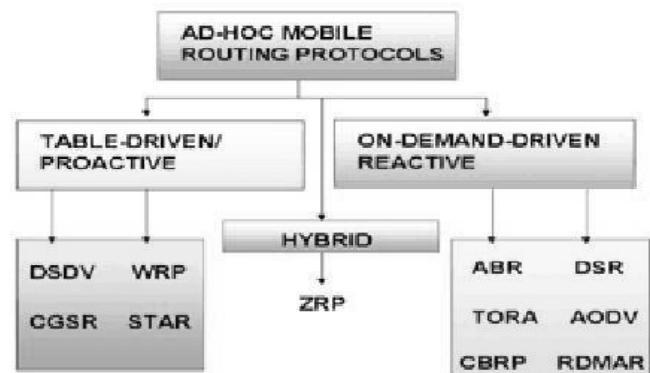 AD-HOC MOBILE
ROUTING PROTOCOLS
TABLE-DRIVEN/
PROACTIVE
ON-DEMAND-DRIVEN
REACTIVE
HYBRID
DSDV WRP
CGSR STAR
ZRP
ABR DSR
TORA AODV
CBRP RDMAR